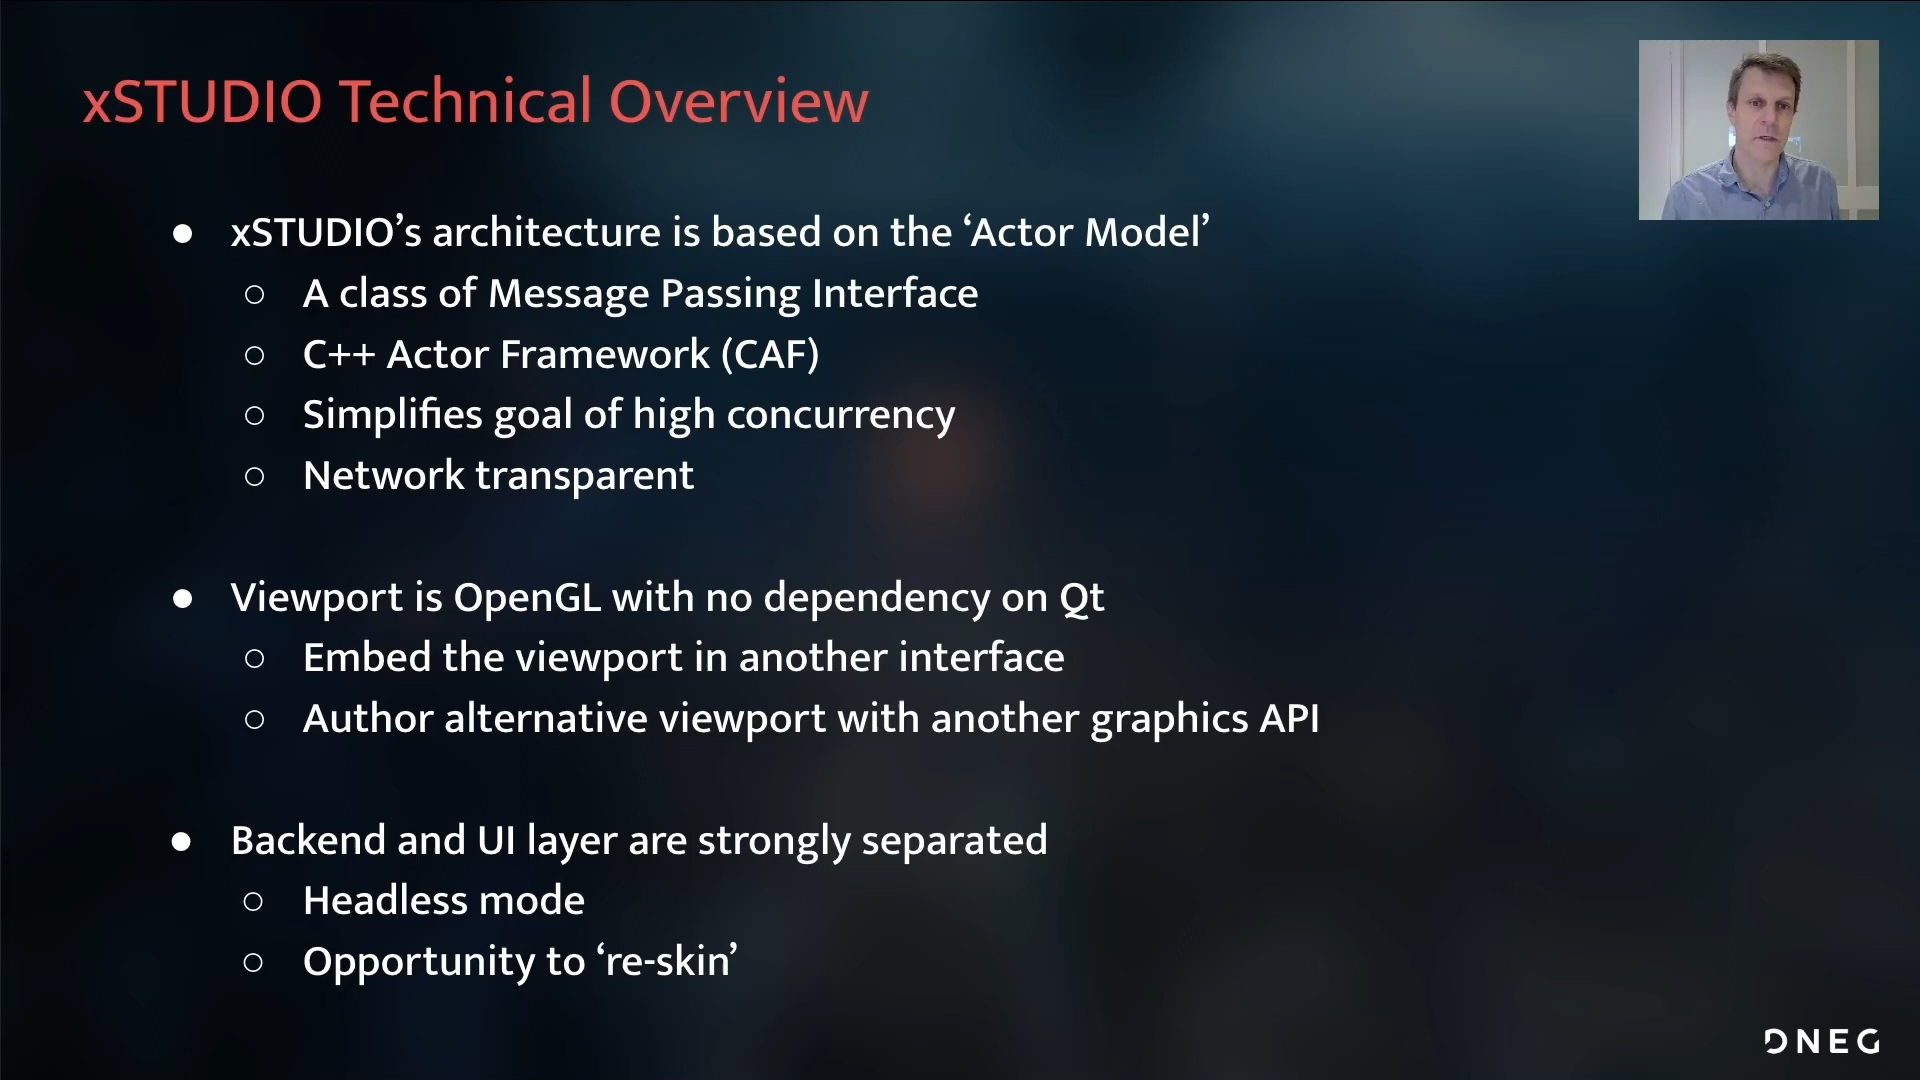 xSTUDIO Technical Overview
● xSTUDIO’s architecture is based on the ‘Actor Model’
○ A class of Message Passing Interface
○ C++ Actor Framework (CAF)
○ Simplifies goal of high concurrency
○ Network transparent
● Viewport is OpenGL with no dependency on Qt
○ Embed the viewport in another interface
○ Author alternative viewport with another graphics API
● Backend and UI layer are strongly separated
○ Headless mode
○ Opportunity to ‘re-skin’
DNEG